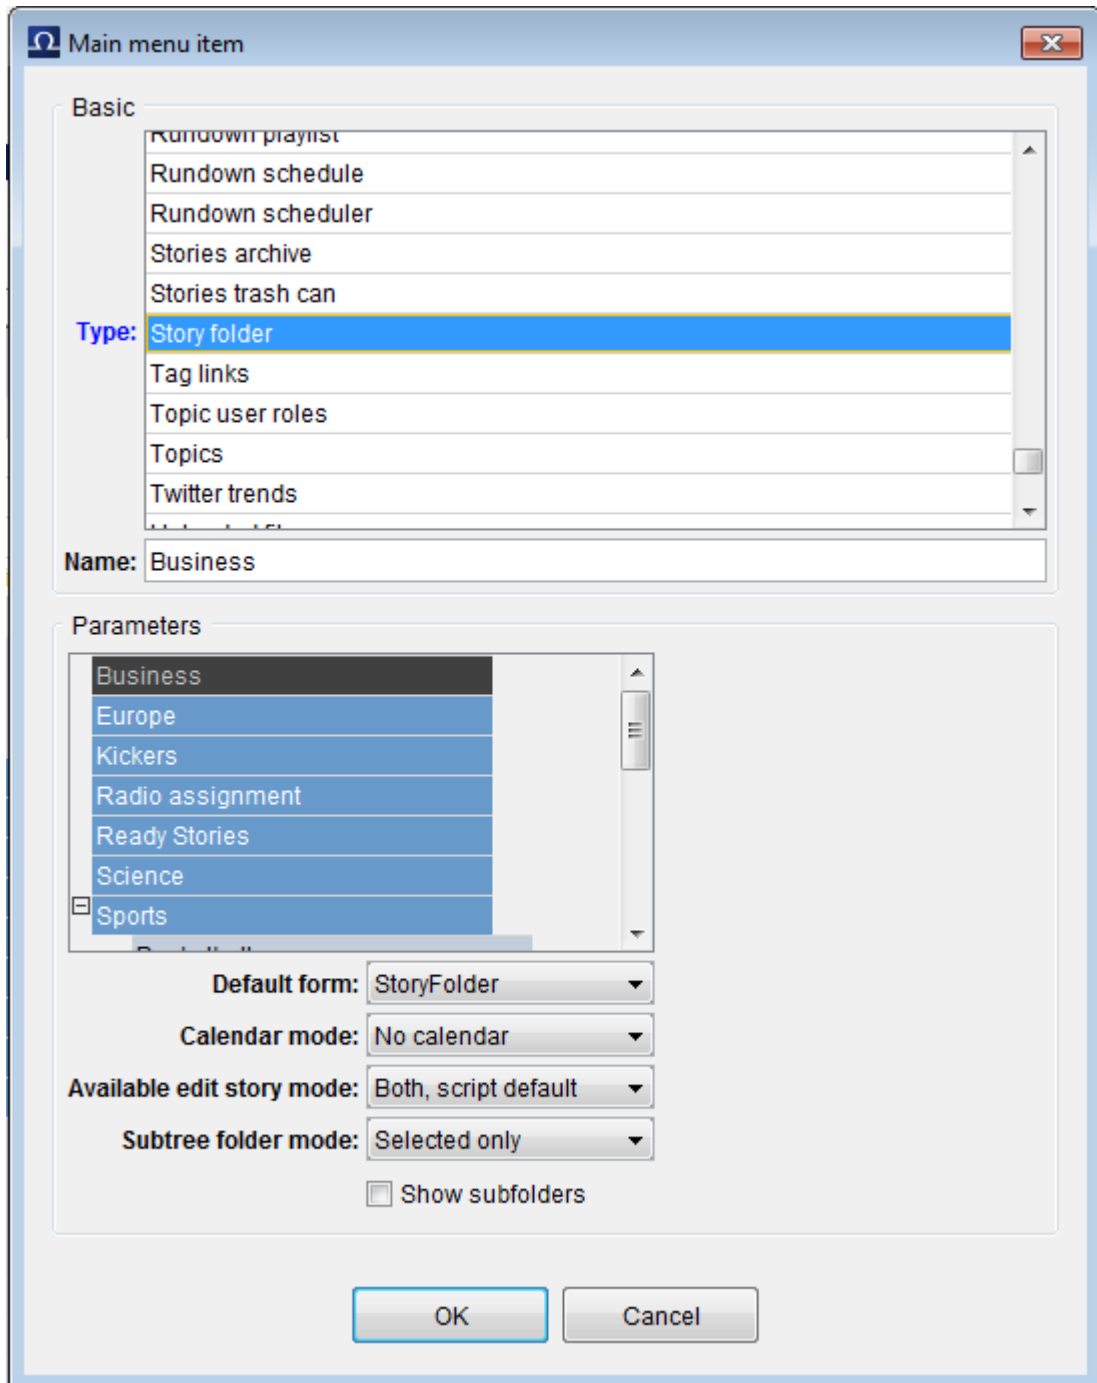 Main menu item
Basic
Rundown playlist
Rundown schedule
Rundown scheduler
Stories archive
Stories trash can
Type: Story folder
Tag links
Topic user roles
Topics
Twitter trends
Name: Business
Parameters
Business
Europe
Kickers
Radio assignment
Ready Stories
Science
Sports
Default form: StoryFolder
Calendar mode: No calendar
Available edit story mode: Both, script default
Subtree folder mode: Selected only
Show subfolders
OK Cancel